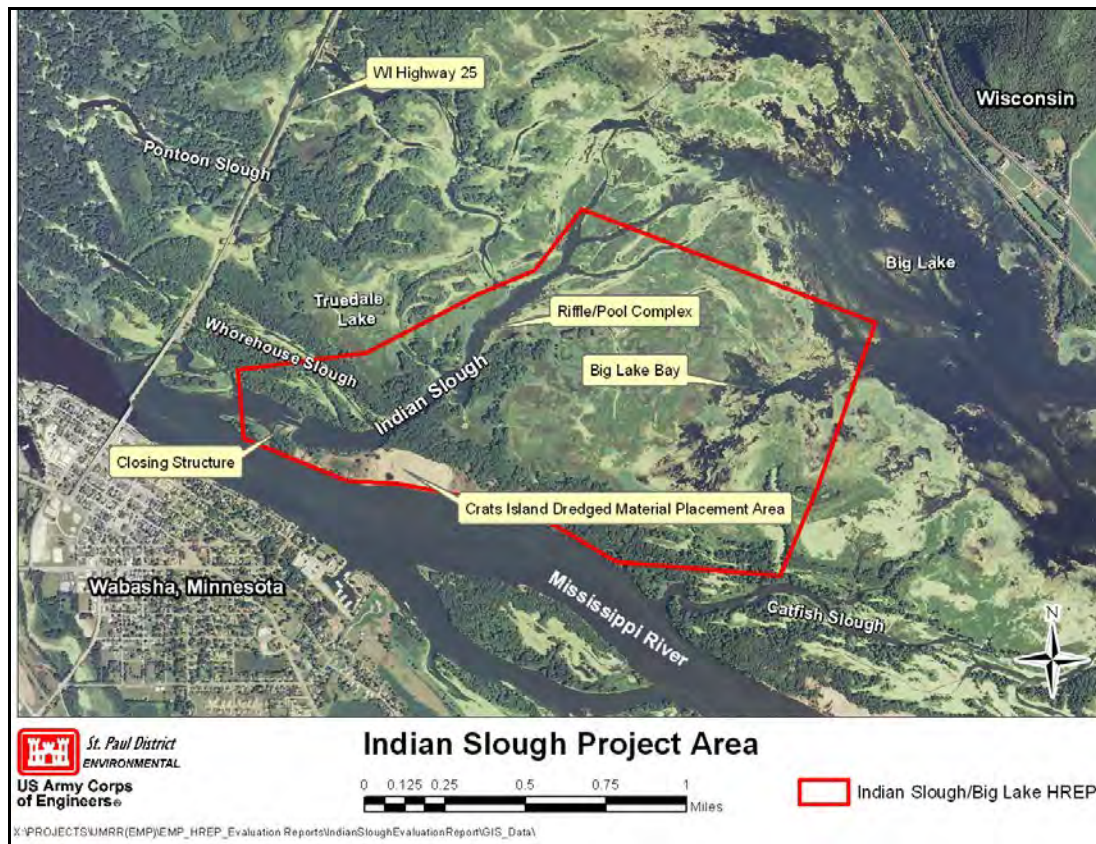 WI Highway 25
Wisconsin
Pontoon Slough
Big Lake
Truedale
Lake
Riffle/Pool Complex
Whorehouse Slough
Big Lake Bay
Indian Slough
Closing Structure
Crats Island Dredged Material Placement Area
Wabasha, Minnesota
Mississippi River
Catfish Slough
N
St. Paul District
ENVIRONMENTAL
US Army Corps
of Engineers®
Indian Slough Project Area
0 0.125 0.25 0.5 0.75 1
Miles
Indian Slough/Big Lake HREP
X:\PROJECTS\UMRR(EMP)\EMP_HREP_Evaluation Reports\IndianSloughEvaluationReport\GIS_Data\